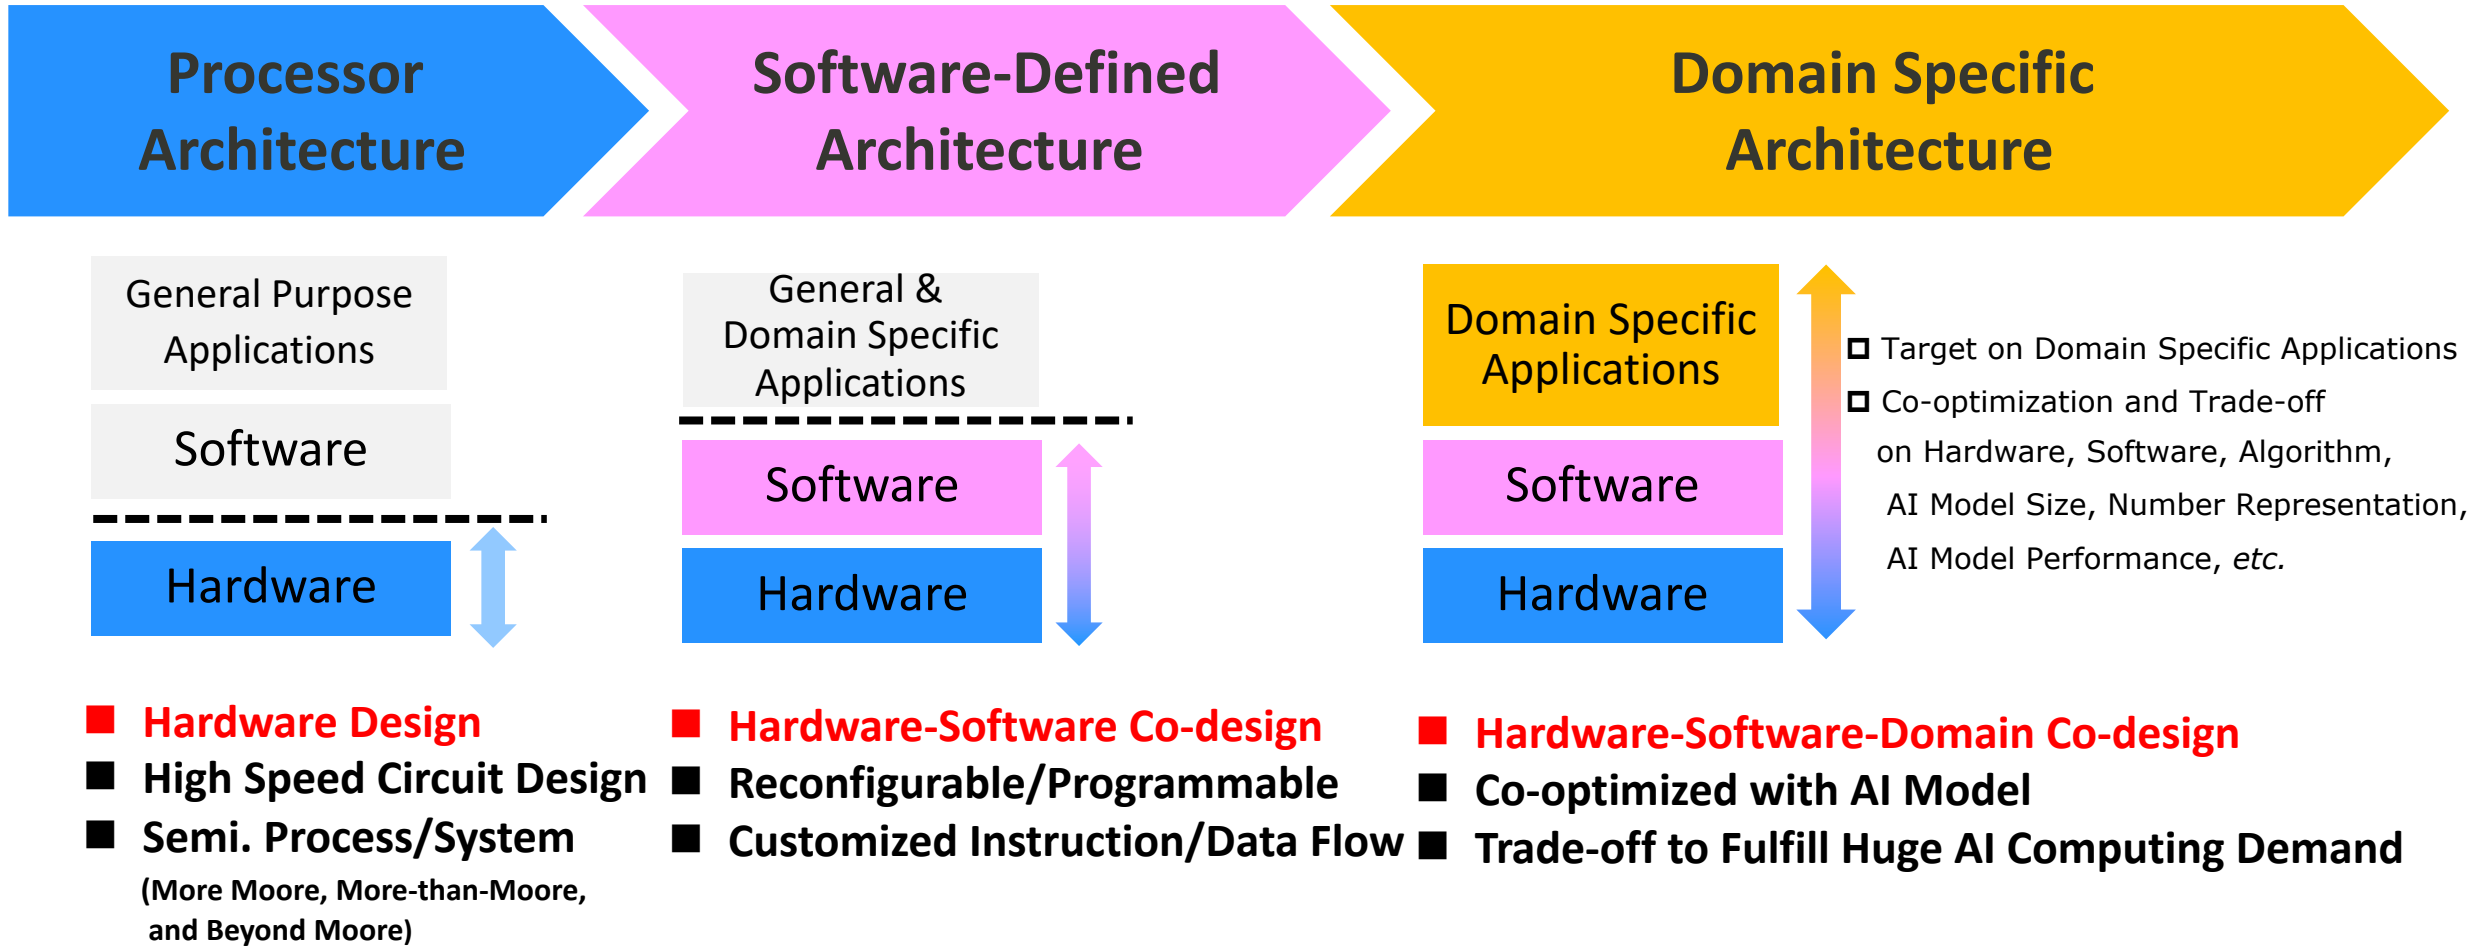 Processor
Architecture
Software-Defined
Architecture
Domain Specific
Architecture
General Purpose
Applications
Software
Hardware
General &
Domain Specific
Applications
Software
Hardware
Domain Specific
Applications
Software
Hardware
Target on Domain Specific Applications
Co-optimization and Trade-off
on Hardware, Software, Algorithm,
AI Model Size, Number Representation,
AI Model Performance, etc.
Hardware Design
High Speed Circuit Design
Semi. Process/System
(More Moore, More-than-Moore,
and Beyond Moore)
Hardware-Software Co-design
Reconfigurable/Programmable
Customized Instruction/Data Flow
Hardware-Software-Domain Co-design
Co-optimized with AI Model
Trade-off to Fulfill Huge AI Computing Demand